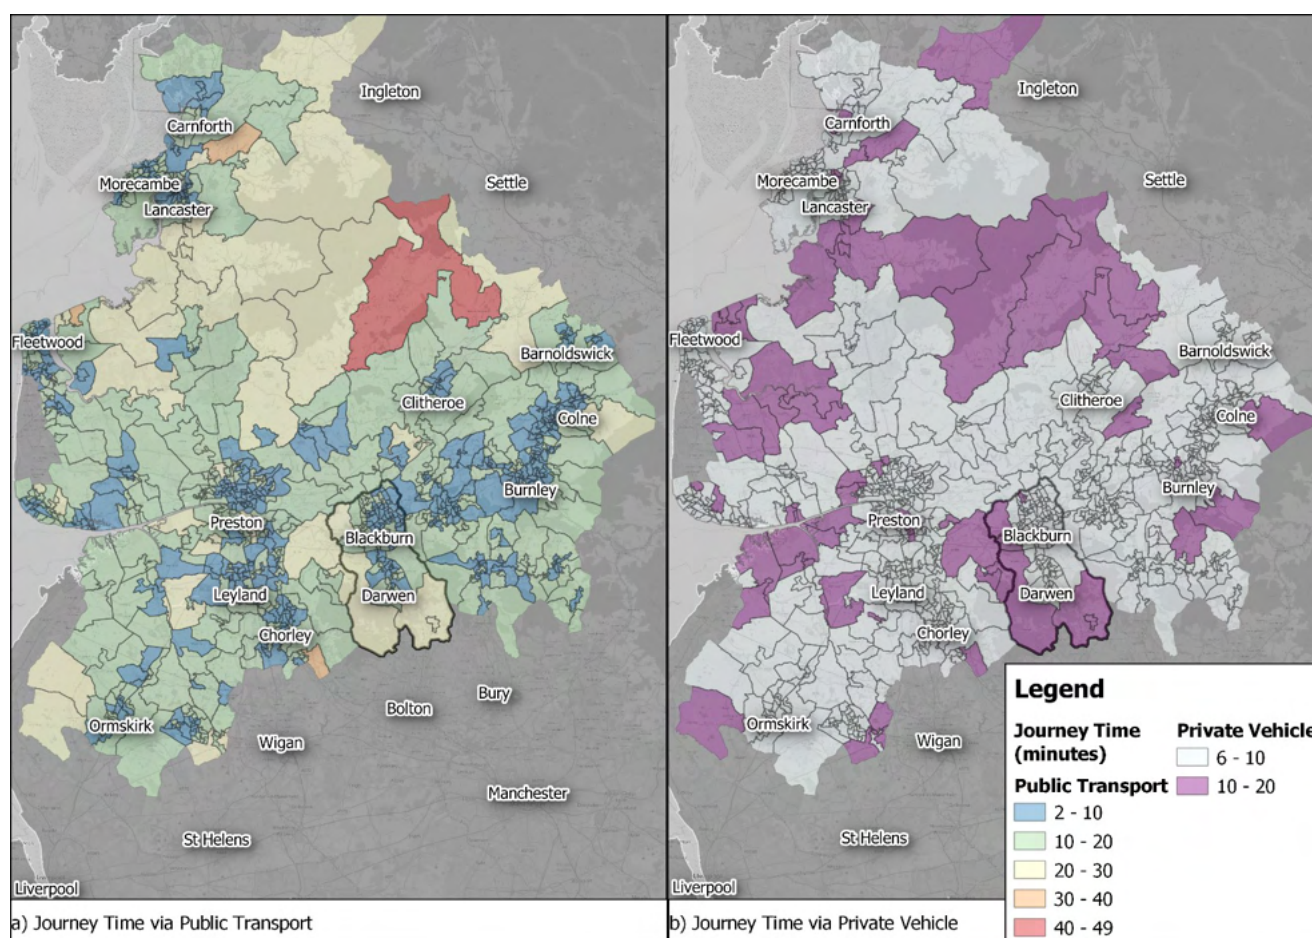 Ingleton
Carnforth
Settle
Morecambe
Lancaster
Fleetwood
Barnoldswick
Clitheroe
Colne
Burnley
Preston
Blackburn
Leyland
Darwen
Chorley
Ormskirk
Bury
Bolton
Wigan
Manchester
St Helens
Liverpool
a) Journey Time via Public Transport
Ingleton
Carnforth
Settle
Morecambe
Lancaster
Fleetwood
Barnoldswick
Clitheroe
Colne
Burnley
Preston
Blackburn
Leyland
Darwen
Chorley
Ormskirk
Wigan
St Helens
Liverpool
b) Journey Time via Private Vehicle
Legend
Journey Time
(minutes)
Public Transport
2 - 10
10 - 20
20 - 30
30 - 40
40 - 49
Private Vehicle
6 - 10
10 - 20